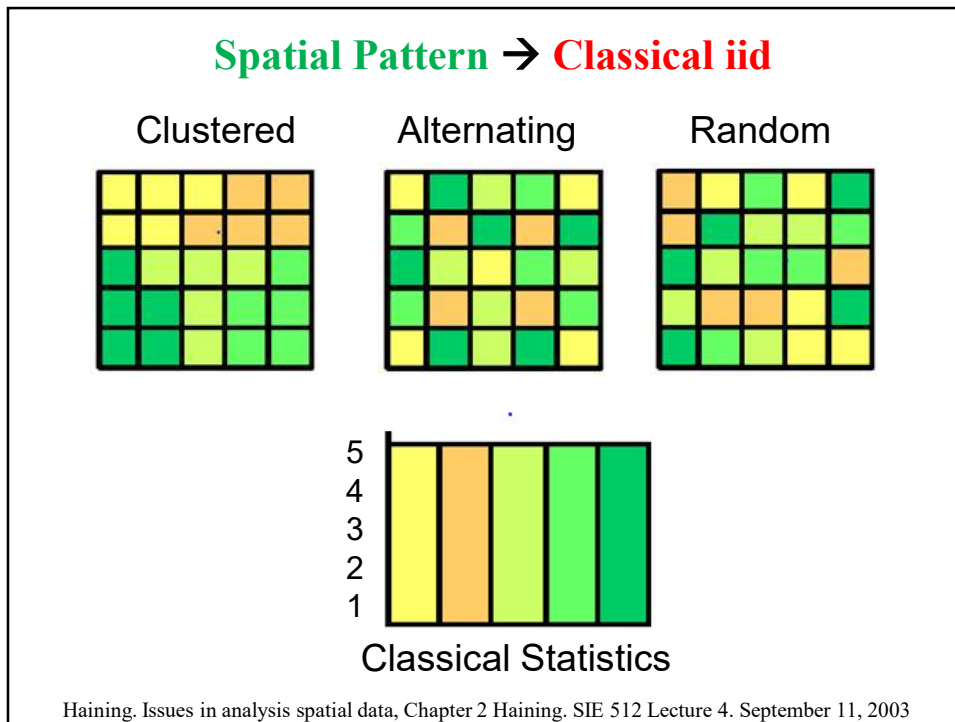 Spatial Pattern → Classical iid
Clustered Alternating Random
5
4
3
2
1
Classical Statistics
Haining. Issues in analysis spatial data, Chapter 2 Haining. SIE 512 Lecture 4. September 11, 2003